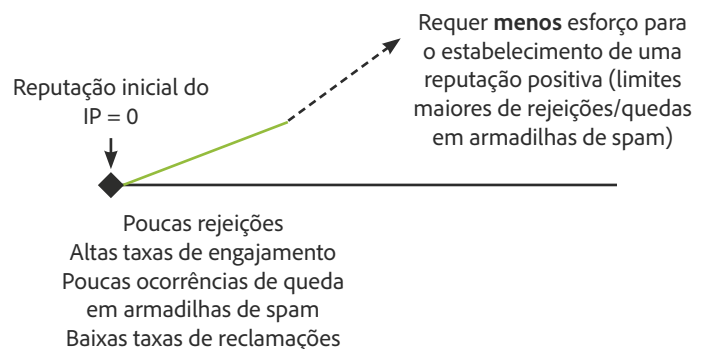 Requer menos esforço para
o estabelecimento de uma
reputação positiva (limites
maiores de rejeições/quedas
em armadilhas de spam)
Reputação inicial do
IP = 0
Poucas rejeições
Altas taxas de engajamento
Poucas ocorrências de queda
em armadilhas de spam
Baixas taxas de reclamações